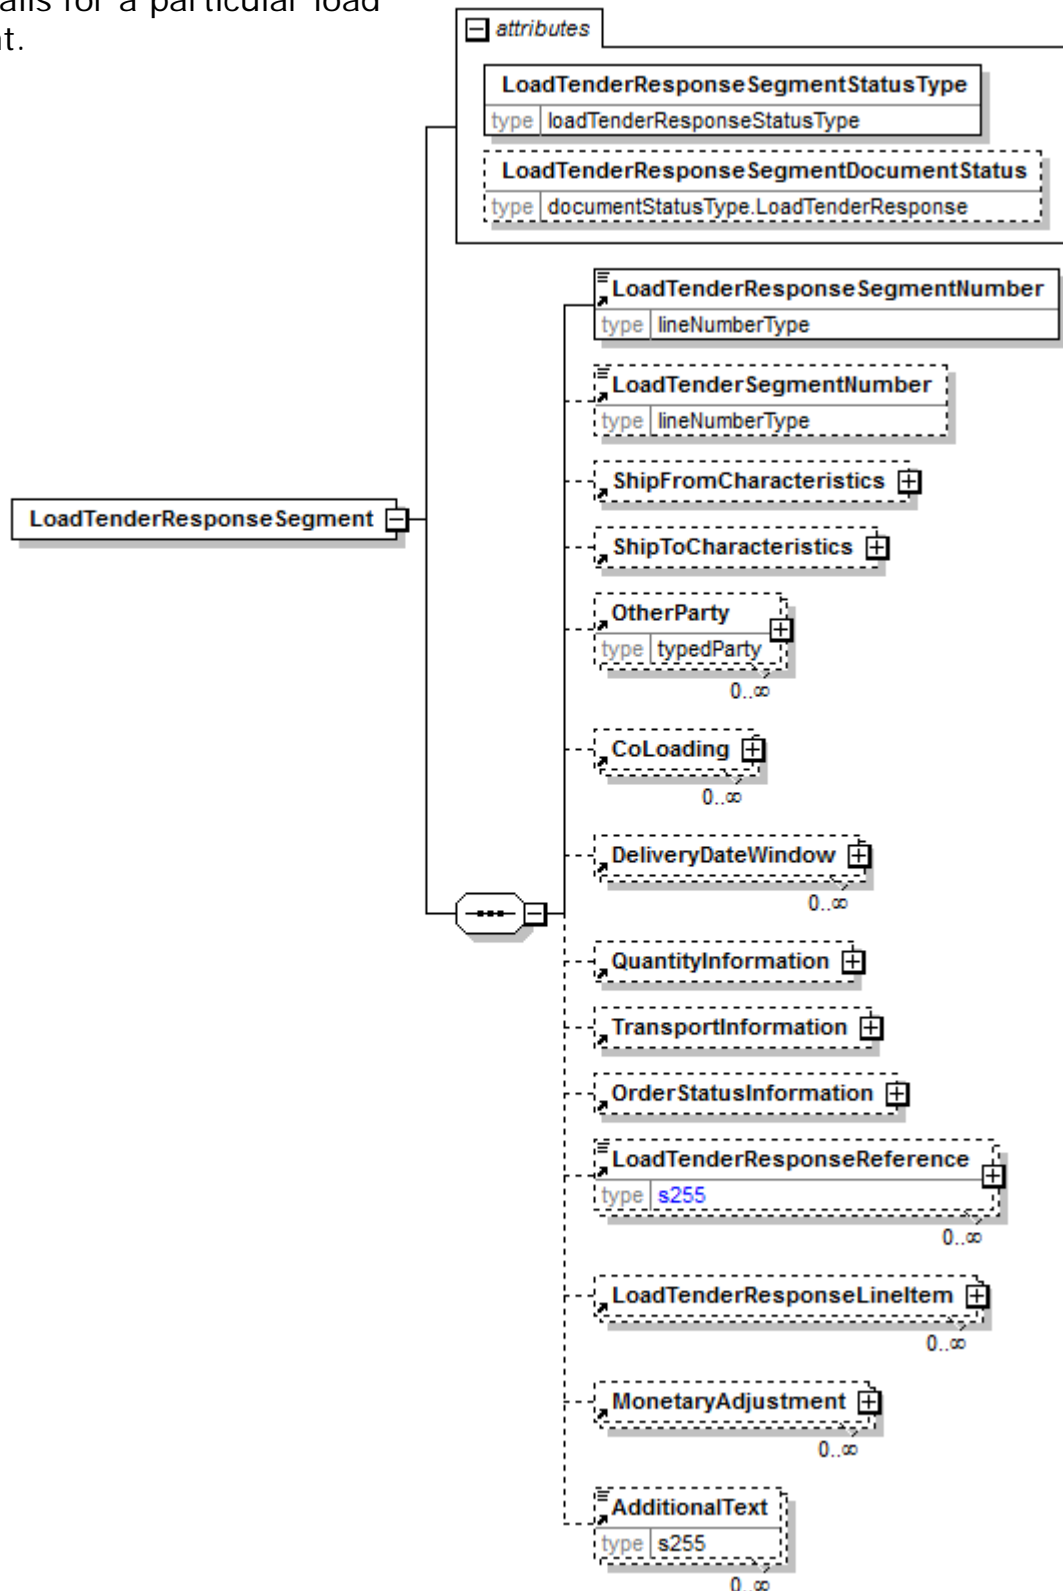 for a particular load
attributes
LoadTenderResponseSegmentStatusType
type loadTenderResponseStatusType
LoadTenderResponseSegmentDocumentStatus
type documentStatusType.LoadTenderResponse
LoadTenderResponseSegmentNumber
type lineNumberType
LoadTenderSegmentNumber
type lineNumberType
ShipFromCharacteristics
LoadTenderResponseSegment
ShipToCharacteristics
OtherParty
type typedParty
0..∞
CoLoading
0..∞
DeliveryDateWindow
0..∞
QuantityInformation
TransportInformation
OrderStatusInformation
LoadTenderResponseReference
type s255
0..∞
LoadTenderResponseLineItem
0..∞
MonetaryAdjustment
0..∞
AdditionalText
type s255
0..∞